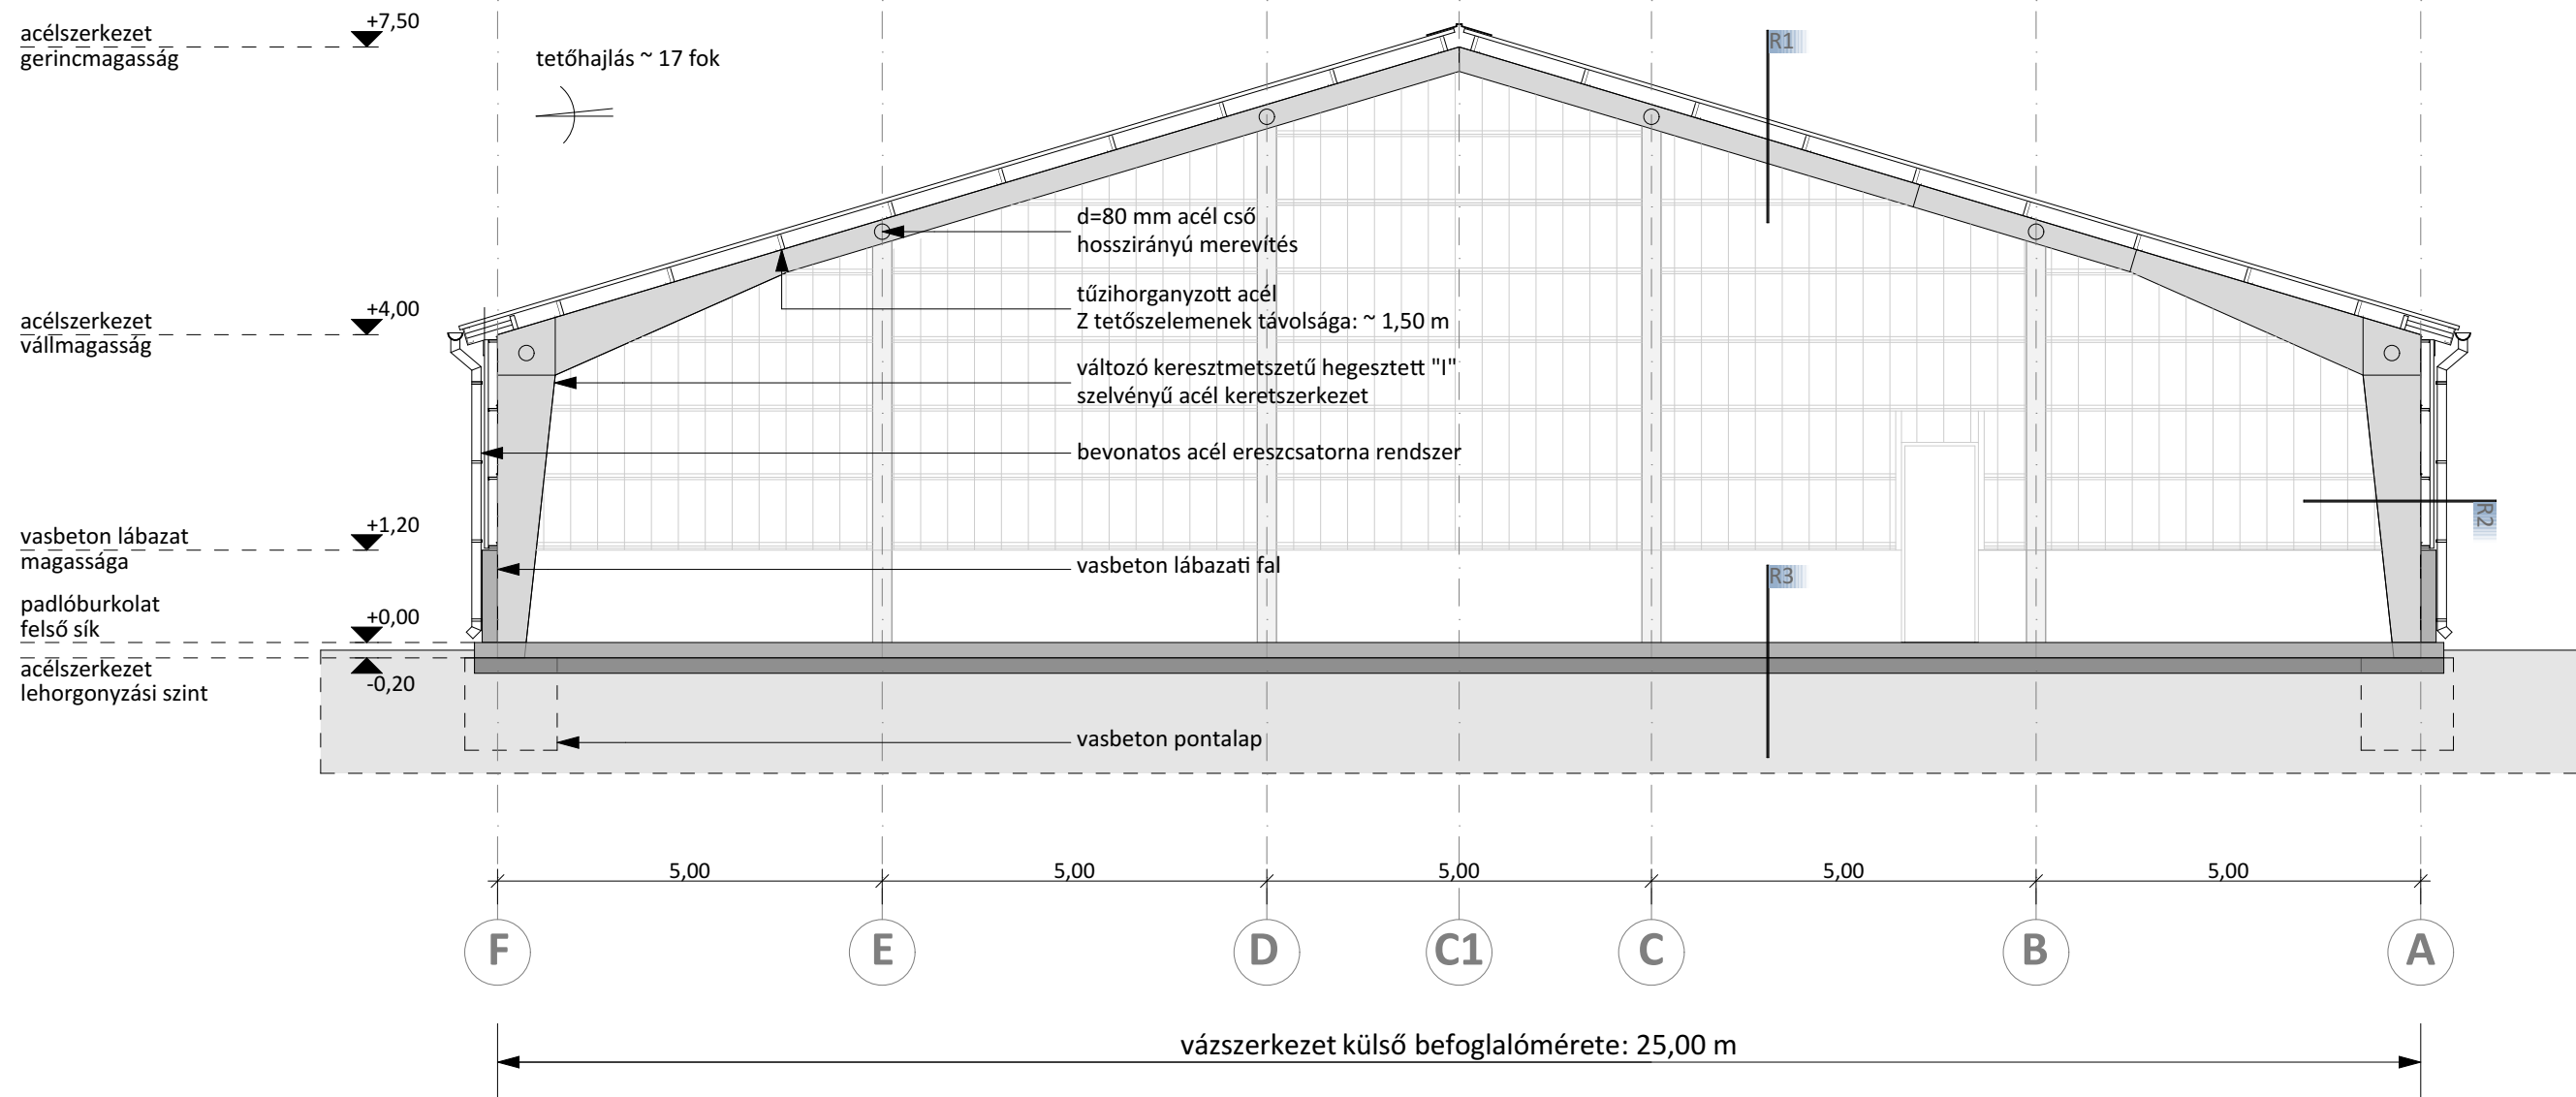 acélszerkezet
gerincmagasság
+7,50
tetőhajlás ~ 17 fok
R1
d=80 mm acél cső
hosszirányú merevítés
tűzihorganyzott acél
Z tetőszelemenek távolsága: ~ 1,50 m
acélszerkezet
vállmagasság
+4,00
változó keresztmetszetű hegesztett "I"
szelvényű acél keretszerkezet
bevonatos acél ereszcsatorna rendszer
R2
vasbeton lábazat
magassága
+1,20
vasbeton lábazati fal
R3
padlóburkolat
felső sík
+0,00
acélszerkezet
lehorgonyzási szint
-0,20
vasbeton pontalap
5,00 5,00 5,00 5,00 5,00
F E D C1 C B A
vázszerkezet külső befoglalómérete: 25,00 m